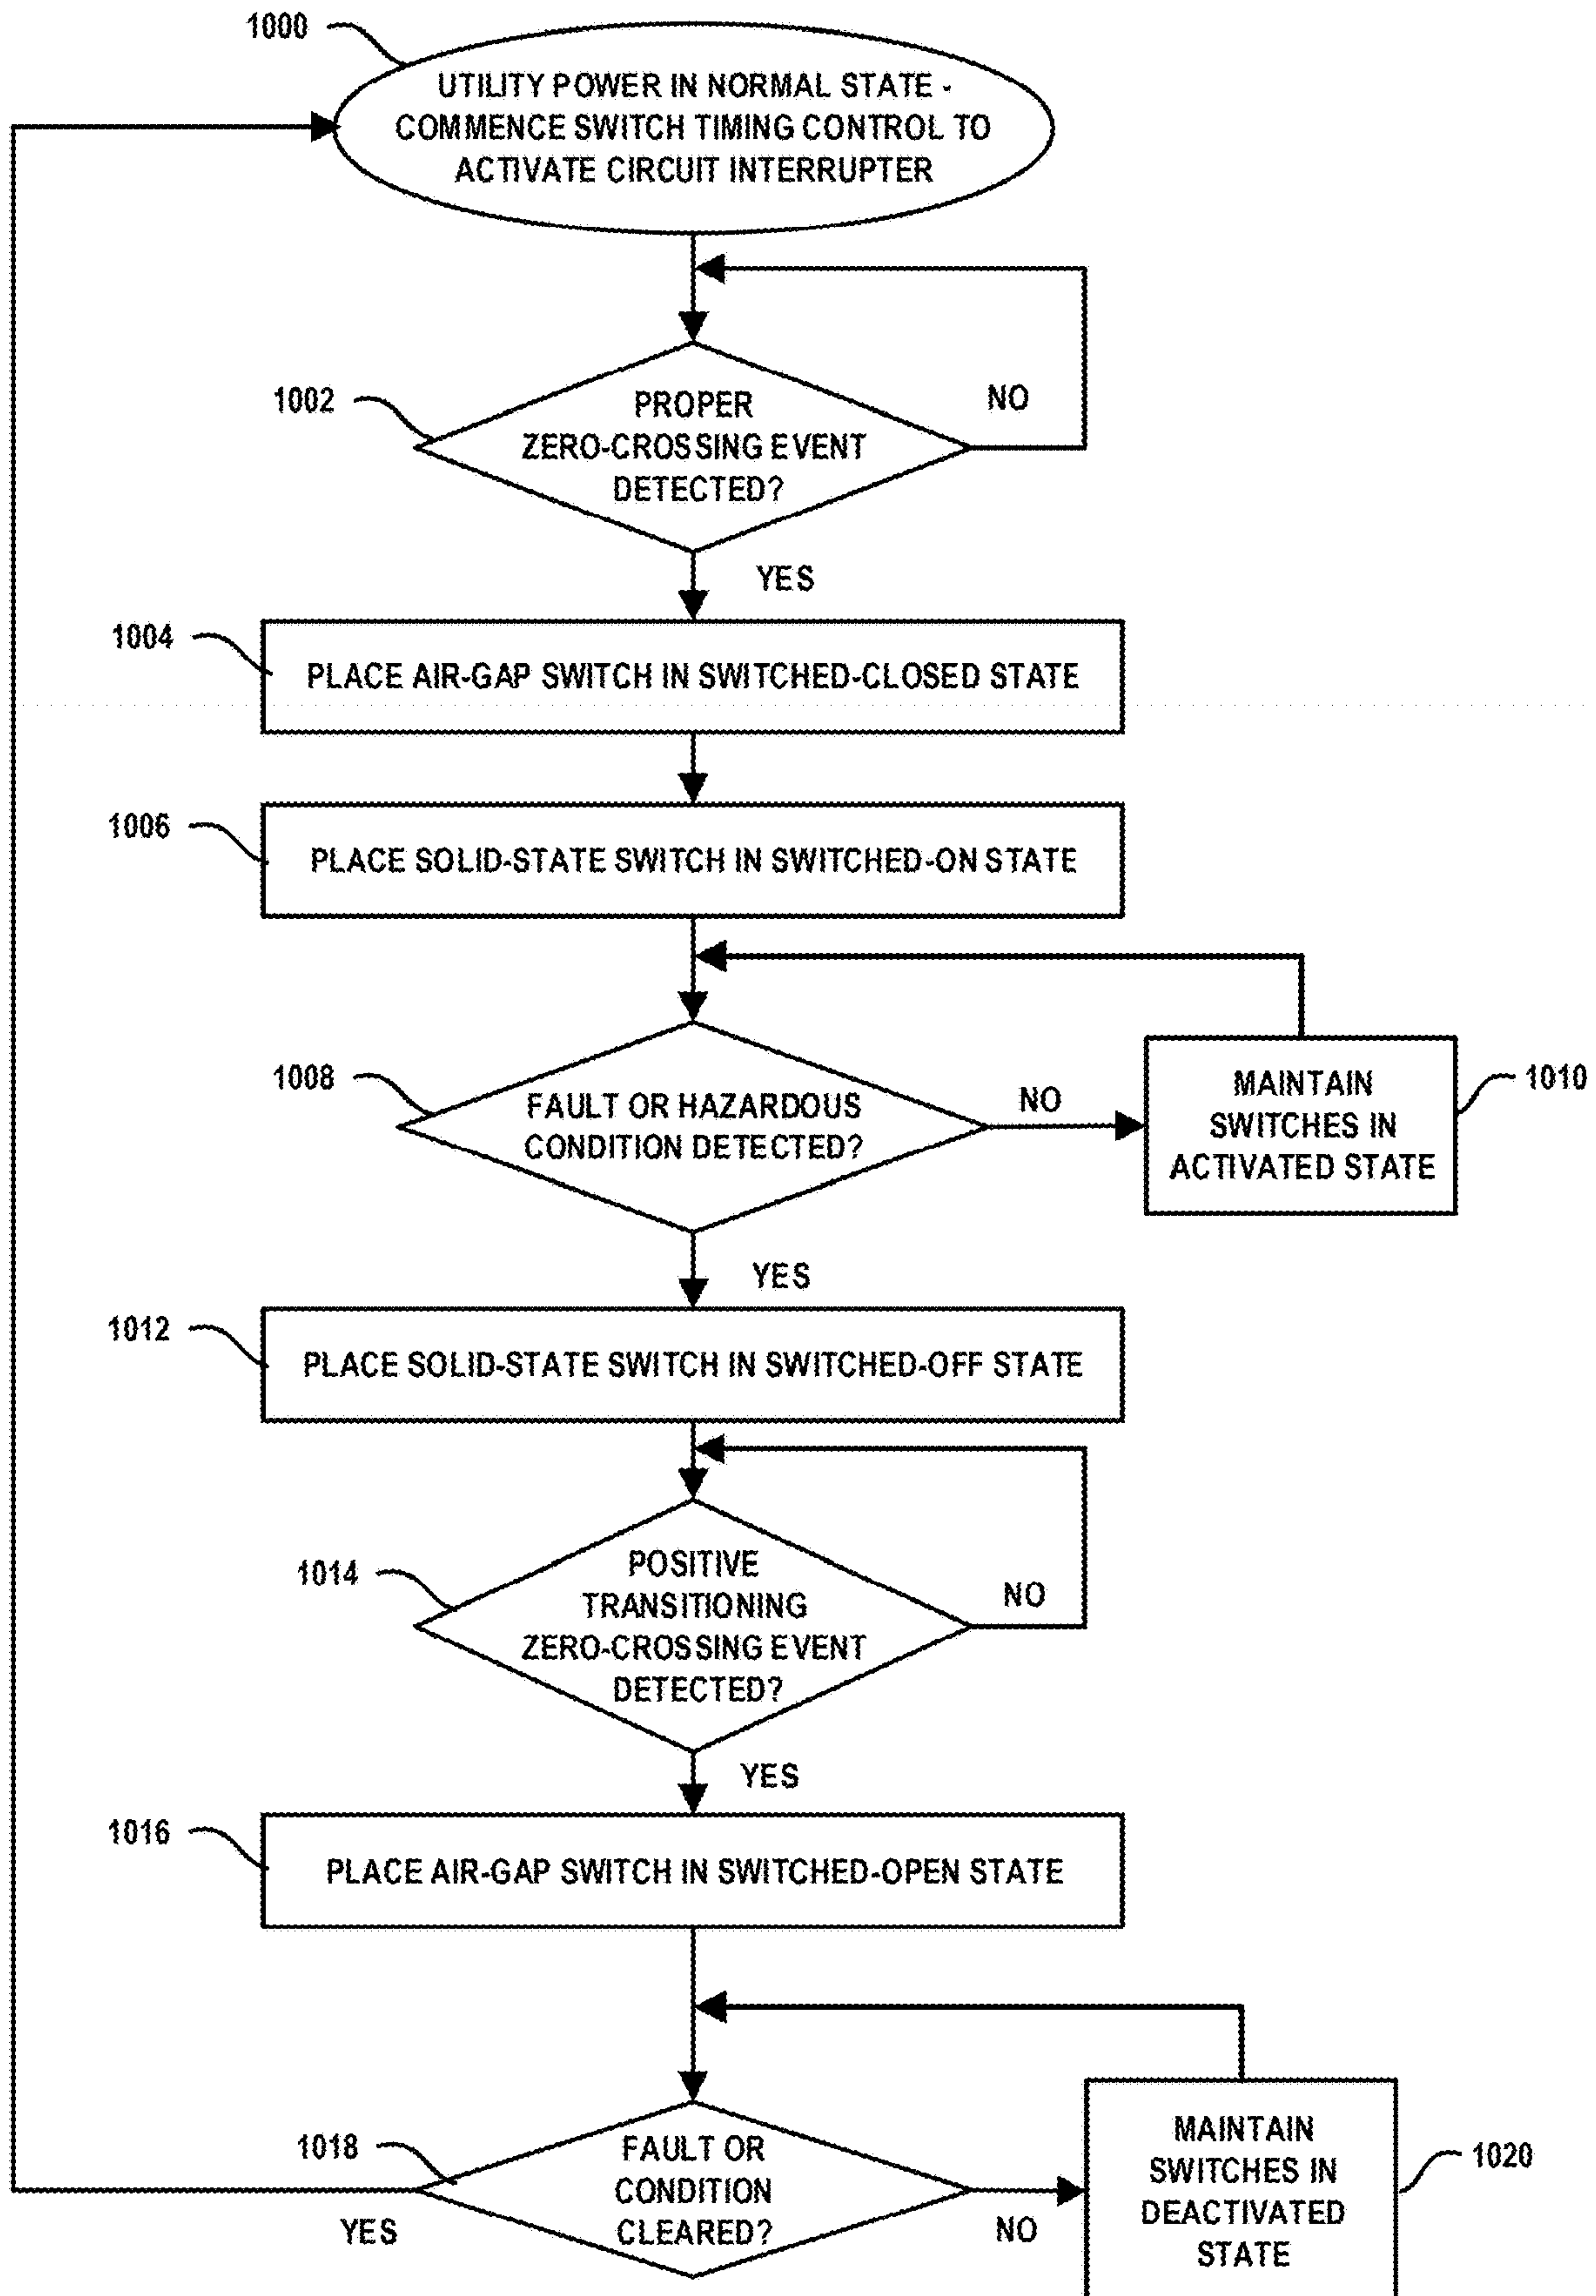 1000
UTILITY POWER IN NORMAL STATE -
COMMENCE SWITCH TIMING CONTROL TO
ACTIVATE CIRCUIT INTERRUPTER
1002
PROPER
ZERO-CROSSING EVENT
DETECTED?
NO
YES
1004
PLACE AIR-GAP SWITCH IN SWITCHED-CLOSED STATE
1006
PLACE SOLID-STATE SWITCH IN SWITCHED-ON STATE
1008
FAULT OR HAZARDOUS
CONDITION DETECTED?
NO
MAINTAIN
SWITCHES IN
ACTIVATED STATE
1010
YES
1012
PLACE SOLID-STATE SWITCH IN SWITCHED-OFF STATE
1014
POSITIVE
TRANSITIONING
ZERO-CROSSING EVENT
DETECTED?
NO
YES
1016
PLACE AIR-GAP SWITCH IN SWITCHED-OPEN STATE
1018
FAULT OR
CONDITION
CLEARED?
YES
NO
MAINTAIN
SWITCHES IN
DEACTIVATED
STATE
1020